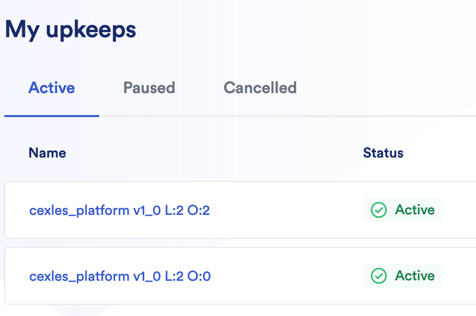 My upkeeps
Active Paused Cancelled
Name Status
cexles_platform v1_0 L:2 O:2 Active
cexles_platform v1_0 L:2 O:0 Active